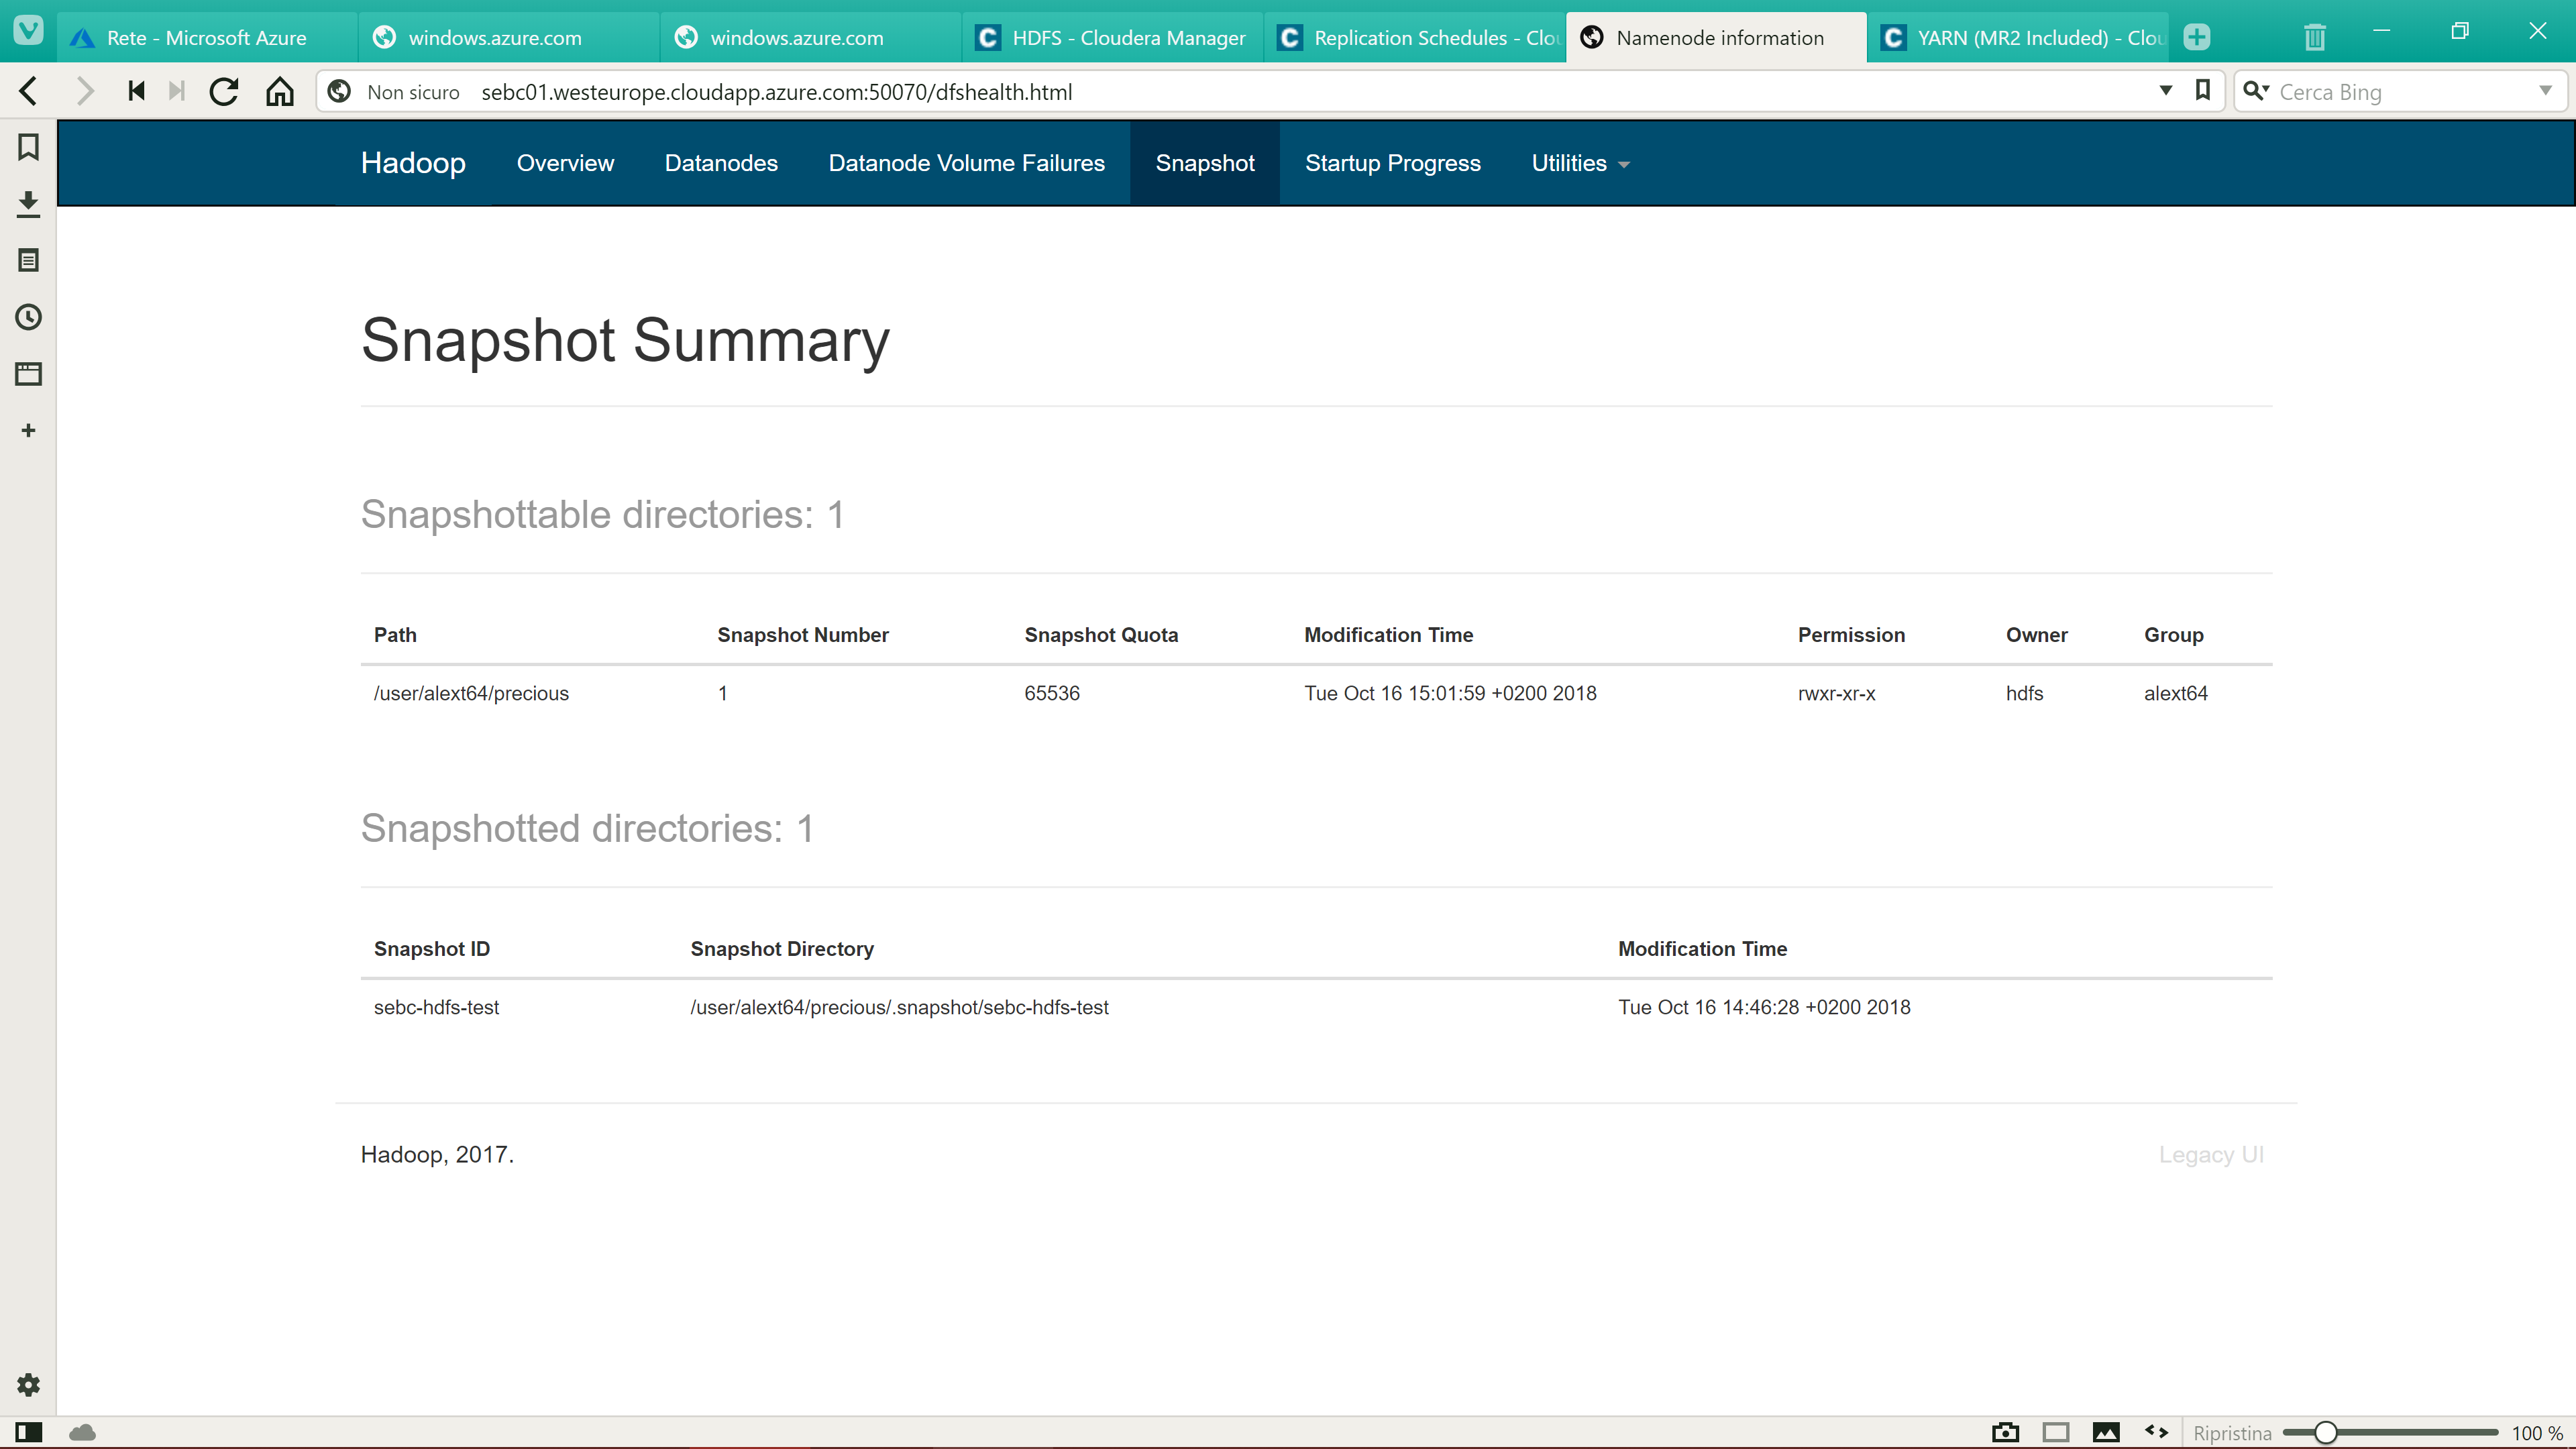 Rete - Microsoft Azure windows.azure.com windows.azure.com HDFS - Cloudera Manager Replication Schedules - Clou Namenode information YARN (MR2 Included) - Clou
Non sicuro sebc01.westeurope.cloudapp.azure.com:50070/dfshealth.html Cerca Bing
Hadoop Overview Datanodes Datanode Volume Failures Snapshot Startup Progress Utilities
Snapshot Summary
Snapshottable directories: 1
Path Snapshot Number Snapshot Quota Modification Time Permission Owner Group
/user/alext64/precious 1 65536 Tue Oct 16 15:01:59 +0200 2018 rwxr-xr-x hdfs alext64
Snapshotted directories: 1
Snapshot ID Snapshot Directory Modification Time
sebc-hdfs-test /user/alext64/precious/.snapshot/sebc-hdfs-test Tue Oct 16 14:46:28 +0200 2018
Hadoop, 2017. Legacy UI
Ripristina 100 %